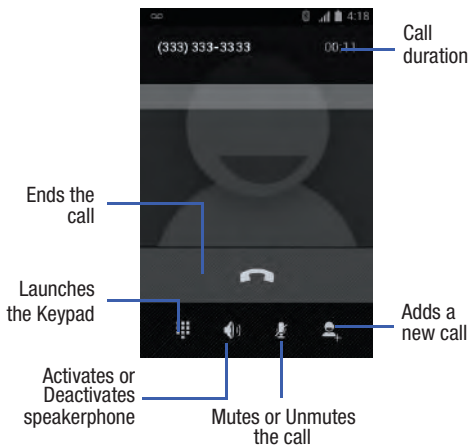 4:18
(333) 333-3333
00:11
Call
duration
Ends the
call
Launches
the Keypad
Adds a
new call
Activates or
Deactivates
speakerphone
Mutes or Unmutes
the call